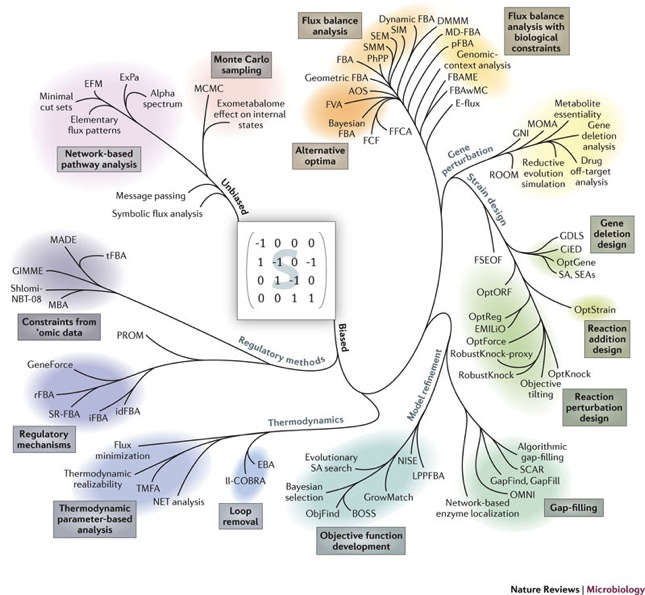 Flux balance
analysis
Dynamic FBA
DMMM
SIM
SEM
SMM
PhPP
FBA
MD-FBA
pFBA
Genomic-
context analysis
FBAME
FBAwMC
E-flux
Flux balance
analysis with
biological
constraints
Geometric FBA
AOS
FVA
Bayesian
FBA
FCF
FFCA
Alternative
optima
Monte Carlo
sampling
MCMC
Exometabalome
effect on internal
states
EFM
ExPa
Minimal
cut sets
Alpha
spectrum
Elementary
flux patterns
Network-based
pathway analysis
Message passing
Symbolic flux analysis
Unbiased
Gene
perturbation
GNI
MOMA
Metabolite
essentiality
Gene
deletion
analysis
ROOM
Reductive
evolution
simulation
Drug
off-target
analysis
Strain design
-1 0 0 0
1 -1 0 -1
0 1 -1 0
0 0 1 1
S
FSEOF
GDLS
CiED
OptGene
SA, SEAs
Gene
deletion
design
OptORF
OptReg
EMILiO
OptForce
RobustKnock-proxy
RobustKnock
OptStrain
Reaction
addition
design
OptKnock
Objective
tilting
Reaction
perturbation
design
MADE
tFBA
GIMME
Shlomi-
NBT-08
MBA
Constraints from
'omic data
PROM
Regulatory methods
Biased
GeneForce
rFBA
SR-FBA
iFBA
idFBA
Regulatory
mechanisms
Thermodynamics
Model refinement
Flux
minimization
Thermodynamic
realizability
TMFA
NET analysis
Thermodynamic
parameter-based
analysis
EBA
ll-COBRA
Loop
removal
Evolutionary
SA search
NISE
LPPFBA
Bayesian
selection
GrowMatch
ObjFind
BOSS
Objective function
development
Algorithmic
gap-filling
SCAR
GapFind, GapFill
OMNI
Network-based
enzyme localization
Gap-filling
Nature Reviews | Microbiology